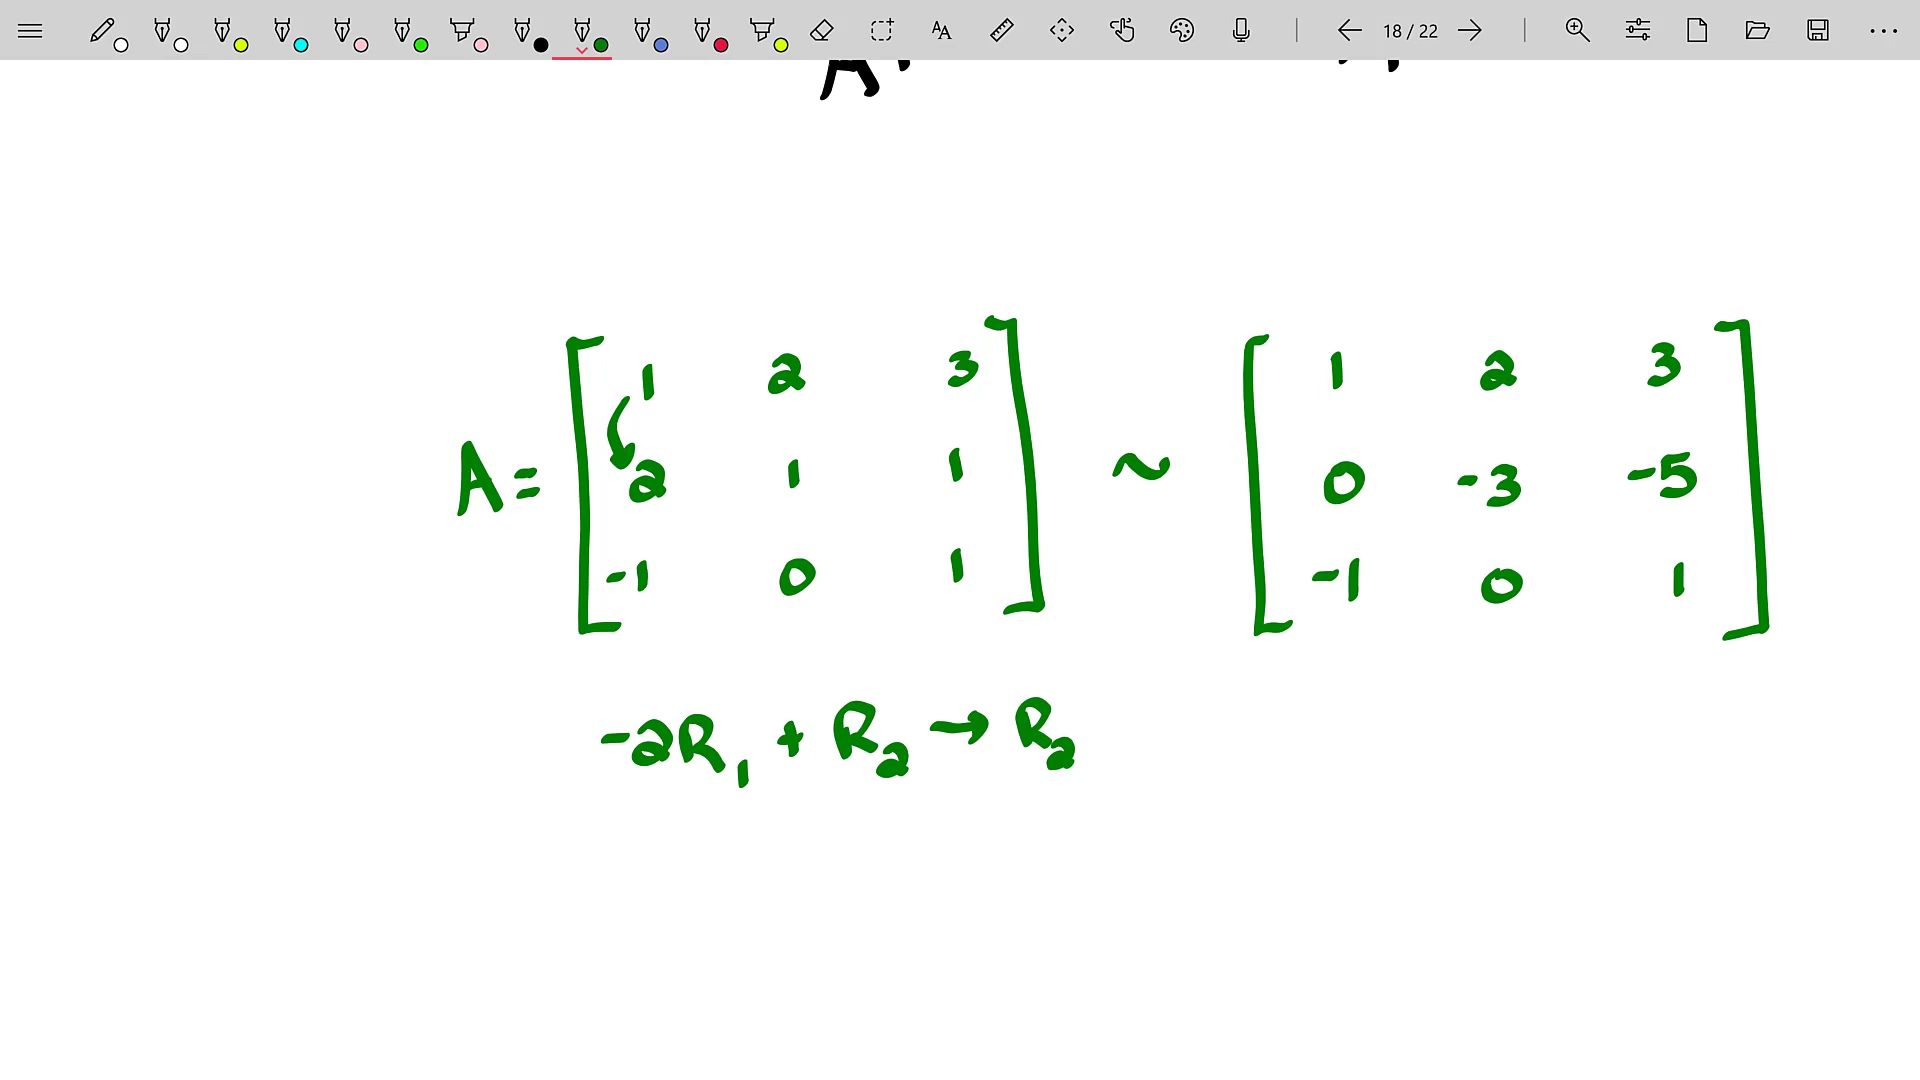 18 / 22
A = [ 1 2 3 ] ~ [ 1 2 3 ]
[ 2 1 1 ] [ 0 -3 -5 ]
[ -1 0 1 ] [ -1 0 1 ]
-2R₁ + R₂ → R₂